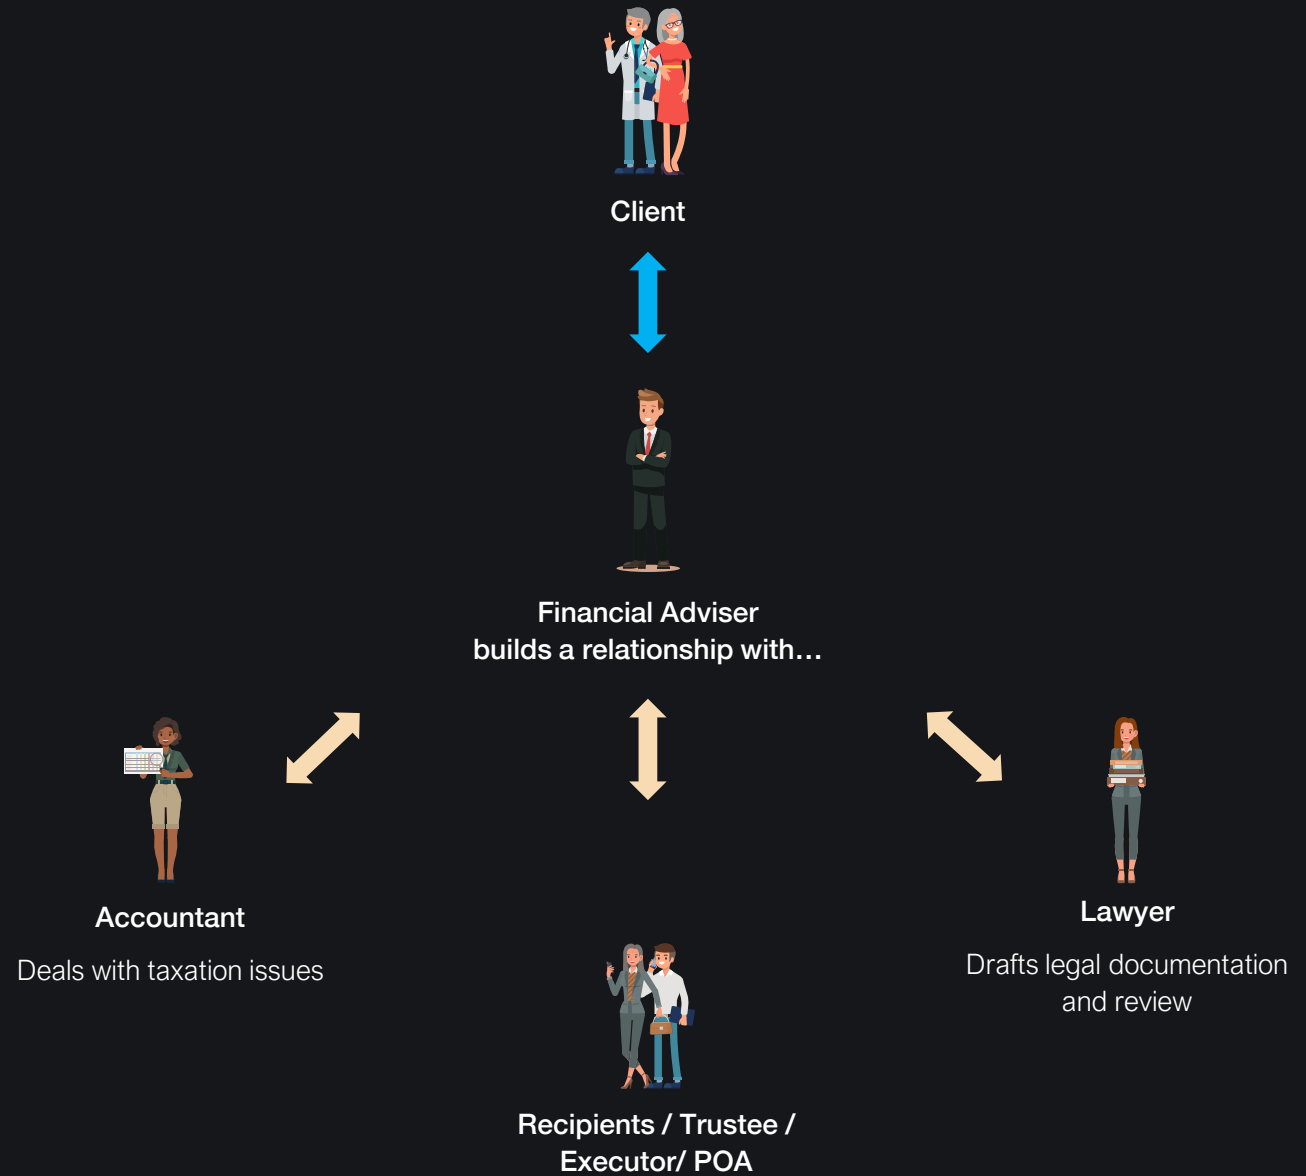 Client
Financial Adviser
builds a relationship with...
Accountant
Deals with taxation issues
Lawyer
Drafts legal documentation
and review
Recipients / Trustee /
Executor/ POA